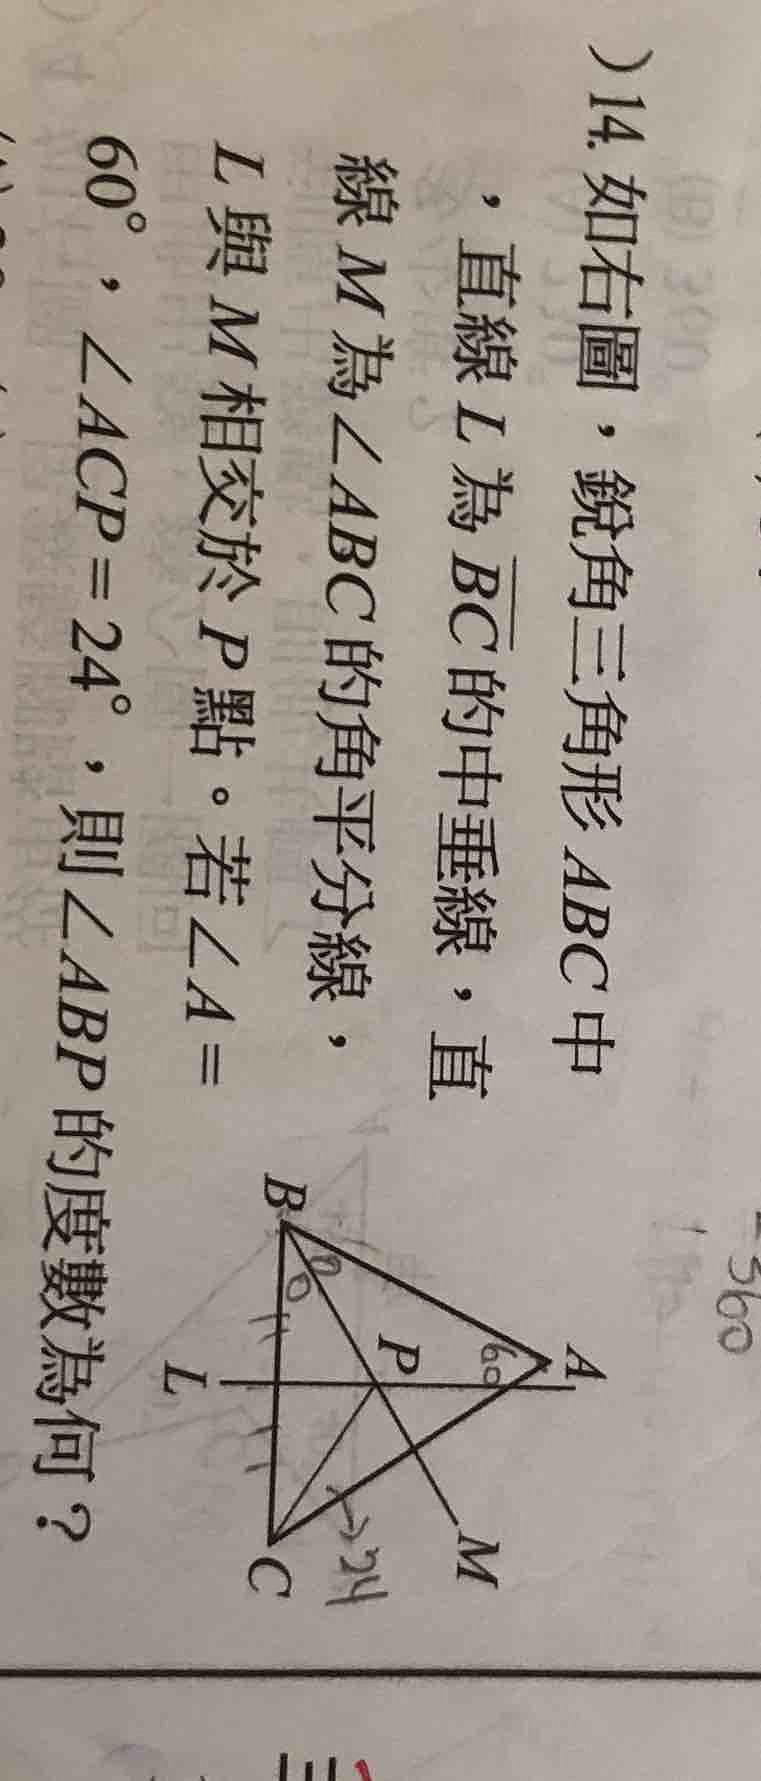 )14. 如右圖，銳角三角形 ABC 中
，直線 L 為 BC 的中垂線，直
線 M 為∠ABC 的角平分線，
L 與 M 相交於 P 點。若∠A =
60°，∠ACP = 24°，則∠ABP 的度數為何？
A
60
P
M
B
L
C
24
=360
三